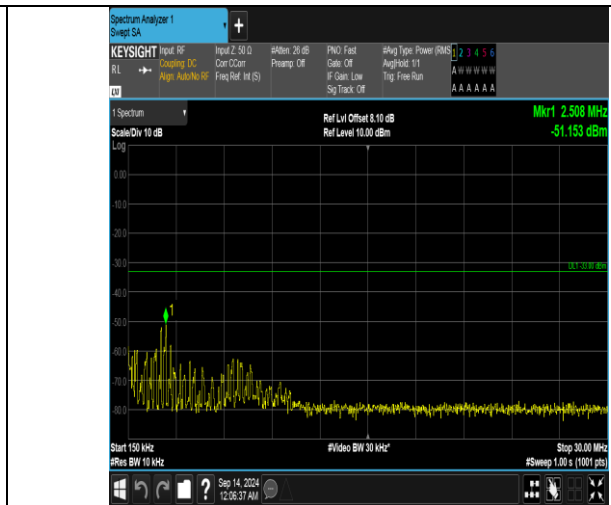 Spectrum Analyzer 1
Swept SA
+
KEYSIGHT Input: RF Input Z: 50 Ω #Atten: 26 dB PNO: Fast #Avg Type: Power (RMS 1 2 3 4 5 6
RL Coupling: DC Corr CCorr Preamp: Off Gate: Off Avg|Hold: 1/1 A W W W W W
Align: Auto/No RF Freq Ref: Int (S) IF Gain: Low Trig: Free Run
LXI Sig Track: Off A A A A A A
1 Spectrum Ref Lvl Offset 8.10 dB Mkr1 2.508 MHz
Scale/Div 10 dB Ref Level 10.00 dBm -51.153 dBm
Log
0.00
-10.0
-20.0
-30.0
DL1 -33.00 dBm
1
-50.0
-60.0
-70.0
-80.0
Start 150 kHz #Video BW 30 kHz* Stop 30.00 MHz
#Res BW 10 kHz #Sweep 1.00 s (1001 pts)
? Sep 14, 2024
12:06:37 AM